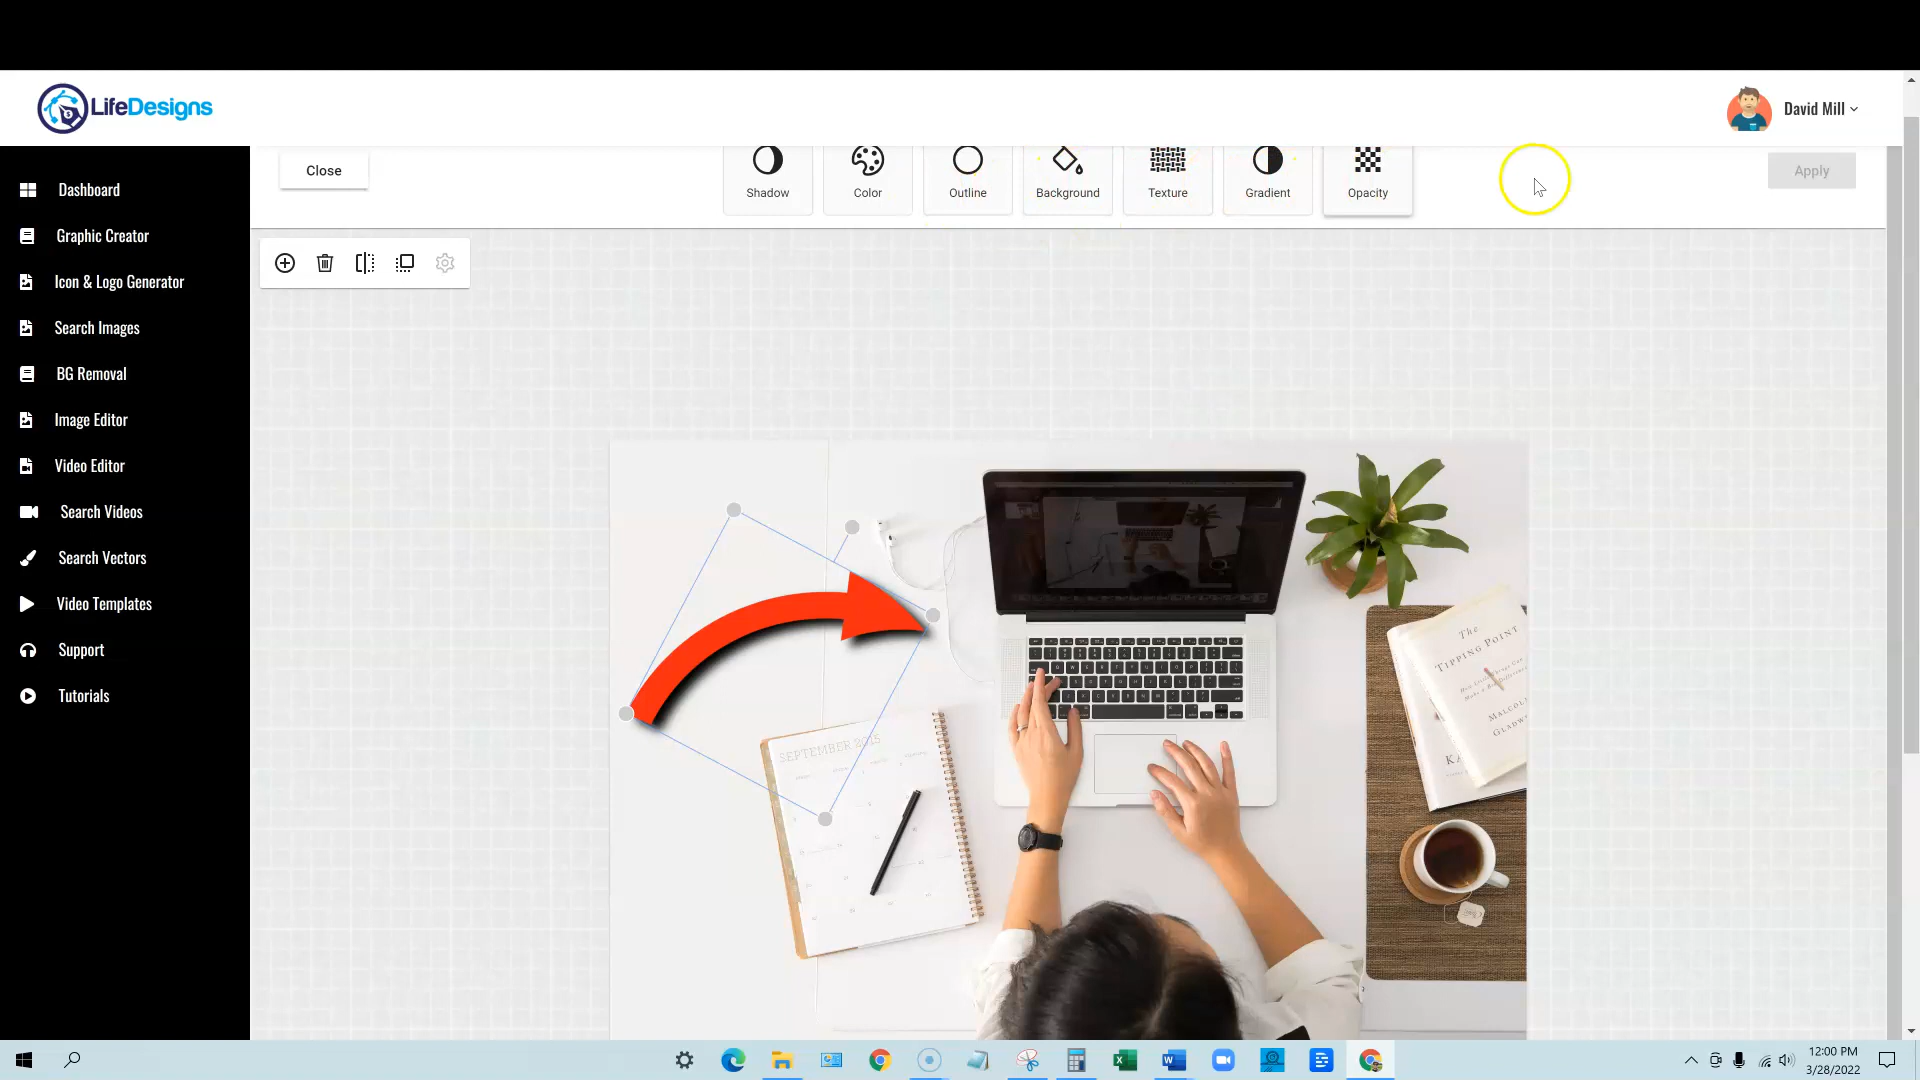 LifeDesigns
David Mill
Close
Shadow
Color
Outline
Background
Texture
Gradient
Opacity
Apply
Dashboard
Graphic Creator
Icon & Logo Generator
Search Images
BG Removal
Image Editor
Video Editor
Search Videos
Search Vectors
Video Templates
Support
Tutorials
SEPTEMBER 2015
The
TIPPING POINT
MALCOLM
GLADW
KA
12:00 PM
3/28/2022